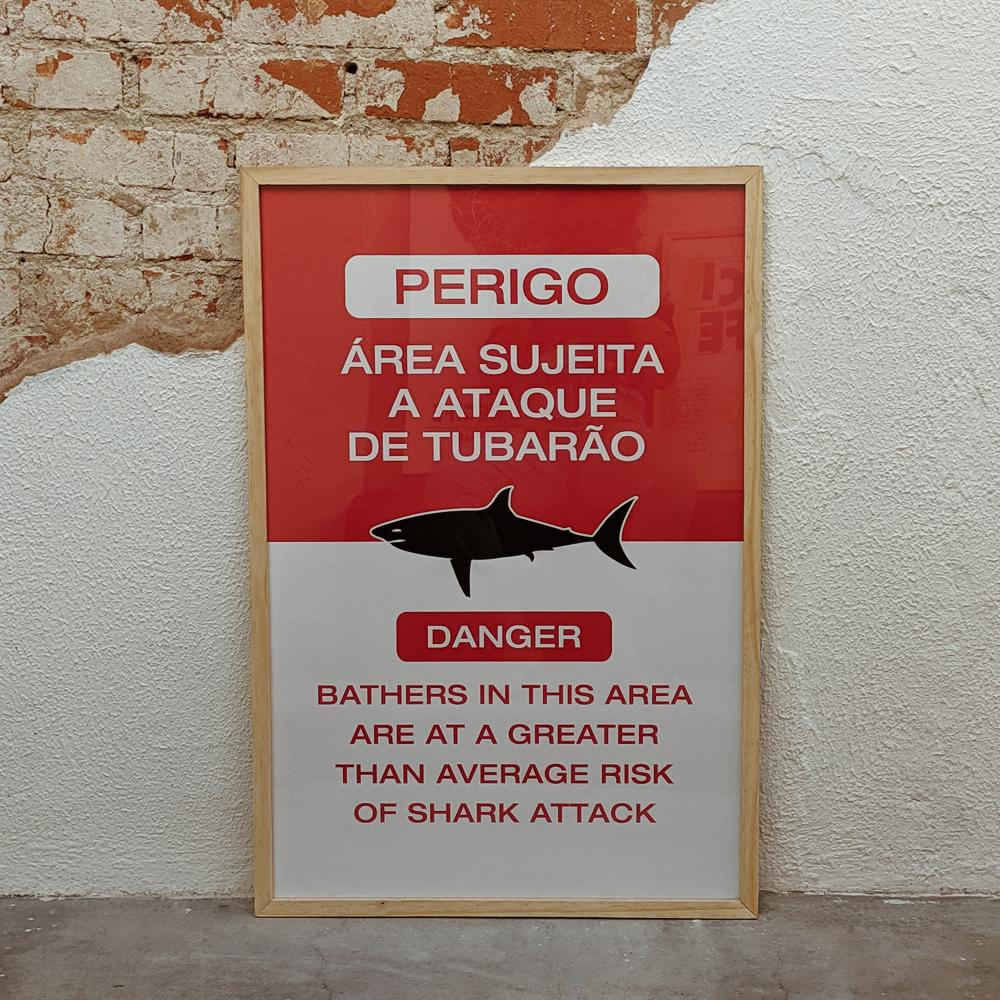 PERIGO
ÁREA SUJEITA
A ATAQUE
DE TUBARÃO
DANGER
BATHERS IN THIS AREA
ARE AT A GREATER
THAN AVERAGE RISK
OF SHARK ATTACK